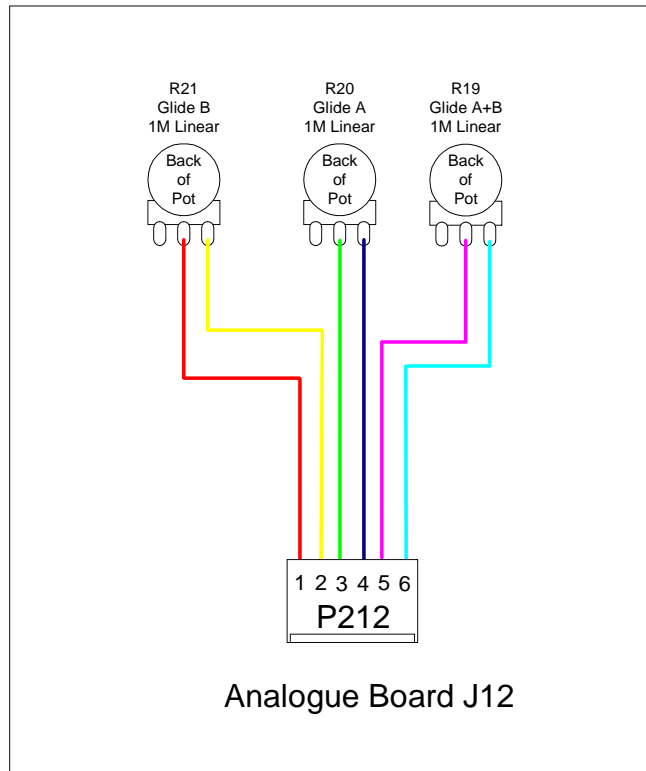 R21
Glide B
1M Linear
R20
Glide A
1M Linear
R19
Glide A+B
1M Linear
Back
of
Pot
Back
of
Pot
Back
of
Pot
1 2 3 4 5 6
P212
Analogue Board J12